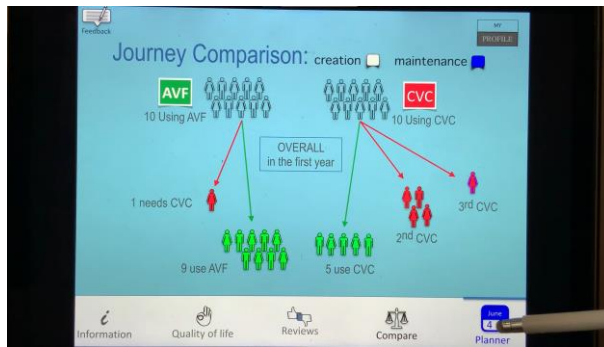 Feedback
MY
PROFILE
Journey Comparison: creation maintenance
AVF
CVC
10 Using AVF
10 Using CVC
OVERALL
in the first year
1 needs CVC
3rd CVC
2nd CVC
9 use AVF
5 use CVC
i
Information
Quality of life
Reviews
Compare
June
4
Planner